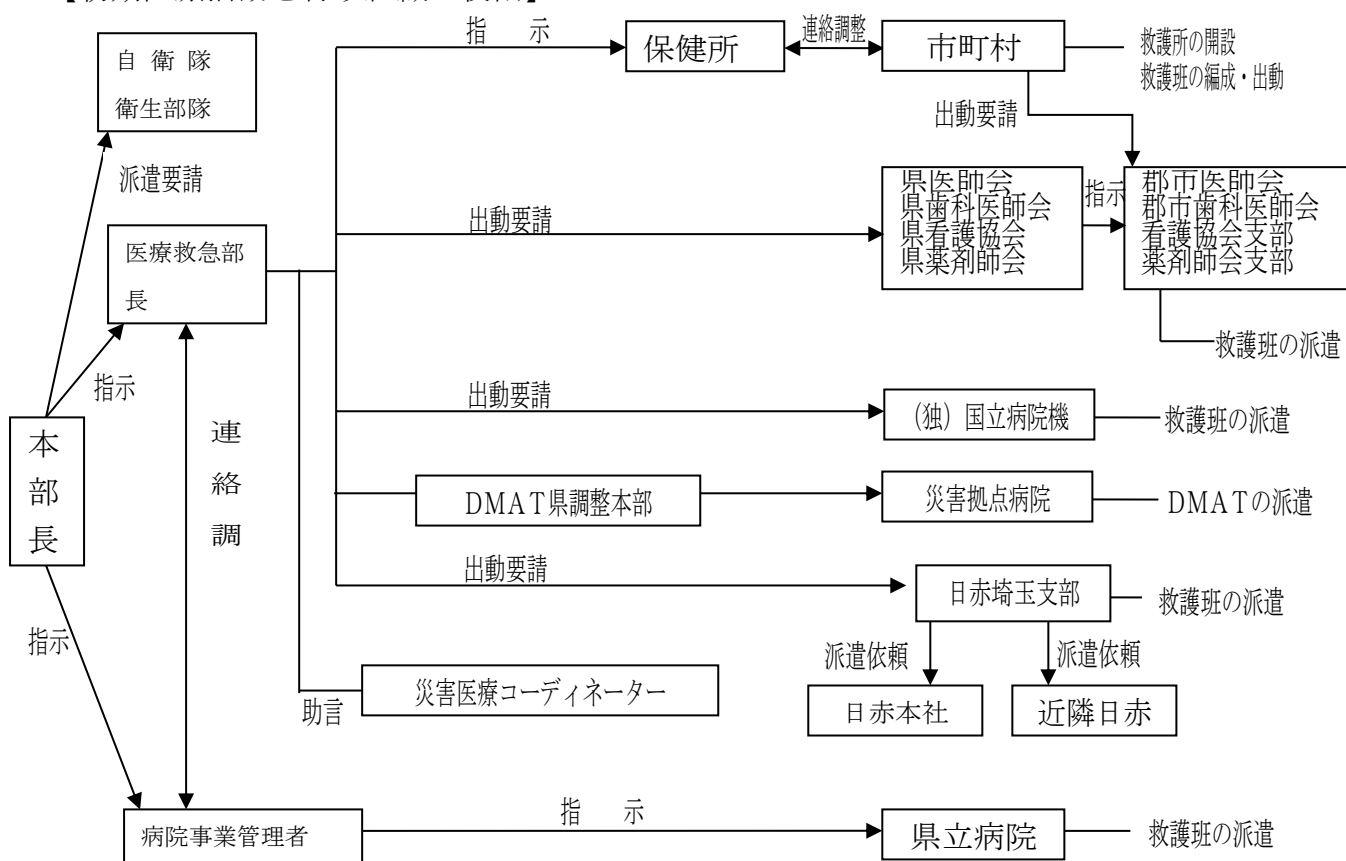 指　示
連絡調整
自 衛 隊
衛生部隊
保健所
市町村
救護所の開設
救護班の編成・出動
出動要請
派遣要請
県医師会
県歯科医師会
県看護協会
県薬剤師会
指示
郡市医師会
郡市歯科医師会
看護協会支部
薬剤師会支部
出動要請
医療救急部
長
救護班の派遣
指示
出動要請
(独) 国立病院機
救護班の派遣
本部長
連絡調
DMAT県調整本部
災害拠点病院
DMATの派遣
出動要請
日赤埼玉支部
救護班の派遣
指示
派遣依頼
派遣依頼
災害医療コーディネーター
助言
日赤本社
近隣日赤
指　示
病院事業管理者
県立病院
救護班の派遣